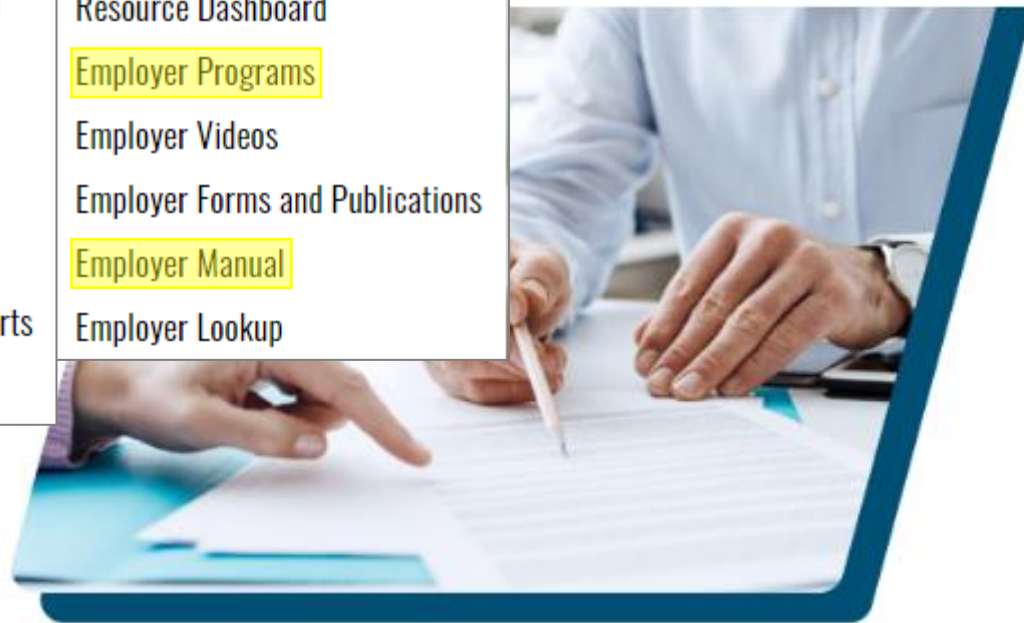 Resource Dashboard
Employer Programs
Employer Videos
Employer Forms and Publications
Employer Manual
rts
Employer Lookup